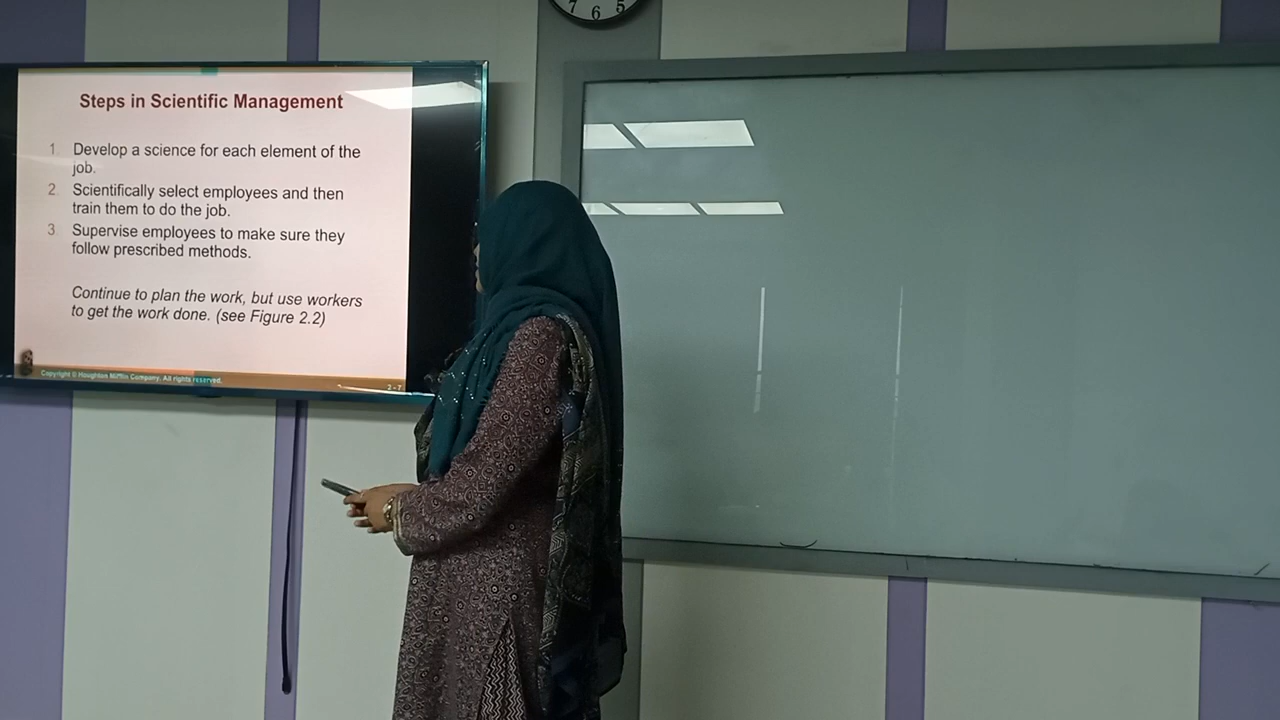 7 6 5
Steps in Scientific Management
1. Develop a science for each element of the
job.
2. Scientifically select employees and then
train them to do the job.
3. Supervise employees to make sure they
follow prescribed methods.
Continue to plan the work, but use workers
to get the work done. (see Figure 2.2)
Copyright © Houghton Mifflin Company. All rights reserved.
2 - 7